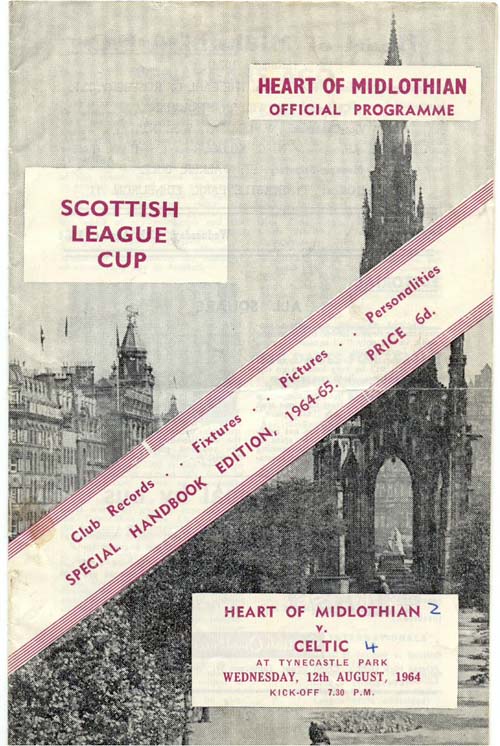 HEART OF MIDLOTHIAN
OFFICIAL PROGRAMME
SCOTTISH
LEAGUE
CUP
Club Records . . Fixtures . . Pictures . . Personalities
SPECIAL HANDBOOK EDITION, 1964-65. PRICE 6d.
HEART OF MIDLOTHIAN 2
v.
CELTIC 4
AT TYNECASTLE PARK
WEDNESDAY, 12th AUGUST, 1964
KICK-OFF 7.30 P.M.